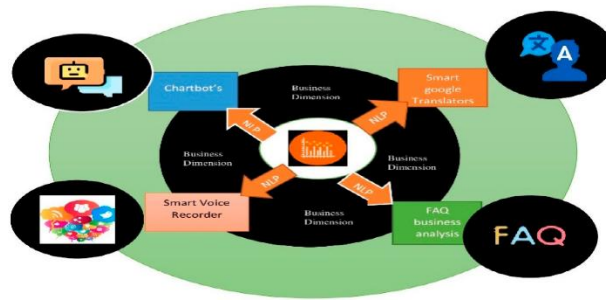 Chartbot's
Business
Dimension
Smart
google
Translators
A
NLP
NLP
Business
Dimension
Business
Dimension
NLP
NLP
Smart Voice
Recorder
Business
Dimension
FAQ
business
analysis
FAQ